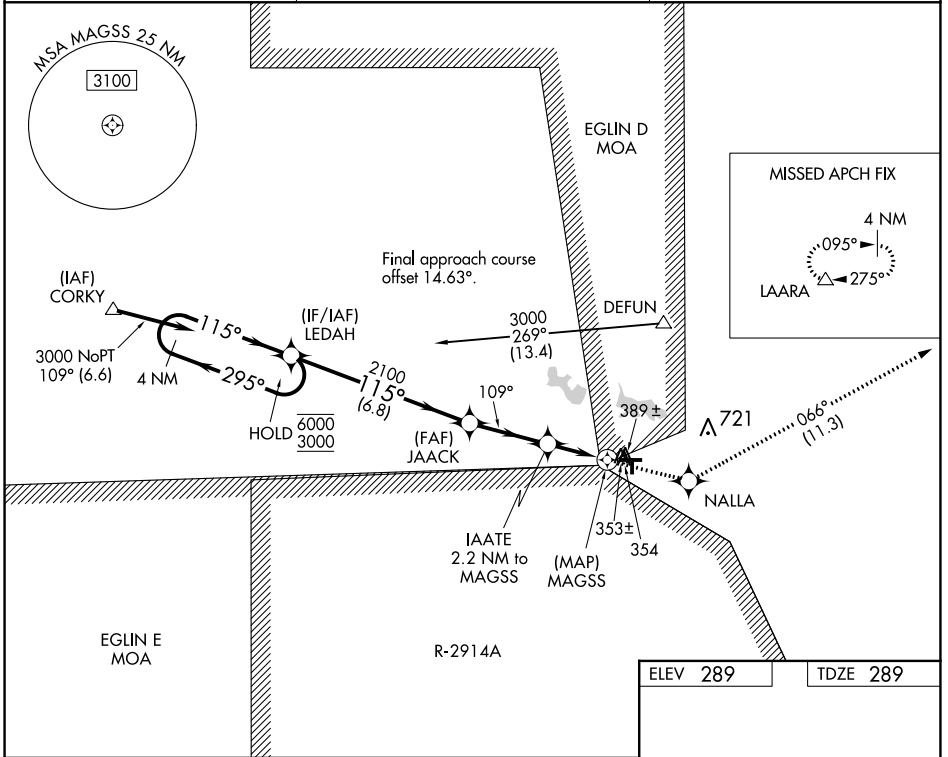 MSA MAGSS 25 NM
3100
EGLIN D
MOA
MISSED APCH FIX
4 NM
095°
275°
LAARA
Final approach course
offset 14.63°.
(IAF)
CORKY
(IF/IAF)
LEDAH
DEFUN
3000
269°
(13.4)
115°
3000 NoPT
109° (6.6)
4 NM
295°
HOLD
6000
3000
2100
115°
(6.8)
109°
389±
721
066°
(11.3)
(FAF)
JAACK
NALLA
IAATE
2.2 NM to
MAGSS
353±
354
(MAP)
MAGSS
EGLIN E
MOA
R-2914A
ELEV 289
TDZE 289